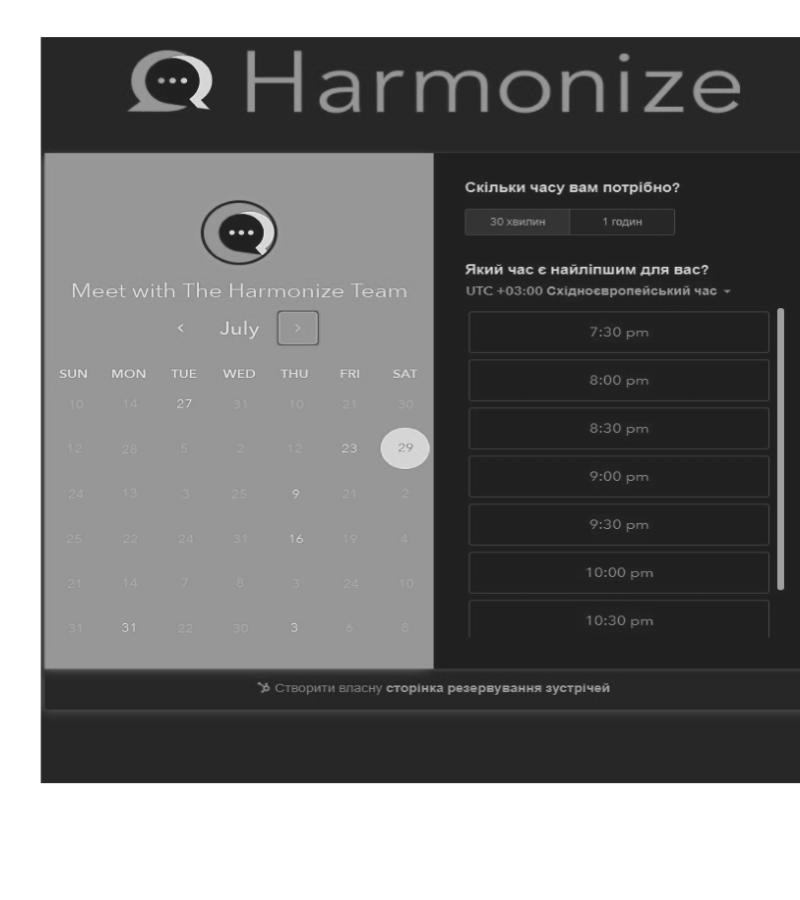 Harmonize
Meet with The Harmonize Team
‹ July ›
SUN MON TUE WED THU FRI SAT
10 14 27 31 10 21 30
12 28 5 2 12 23 29
24 13 3 25 9 21 2
25 22 24 31 16 19 4
21 14 7 8 3 24 10
31 31 22 30 3 6 8
Скільки часу вам потрібно?
30 хвилин 1 годин
Який час є найліпшим для вас?
UTC +03:00 Східноєвропейський час
7:30 pm
8:00 pm
8:30 pm
9:00 pm
9:30 pm
10:00 pm
10:30 pm
Створити власну сторінка резервування зустрічей